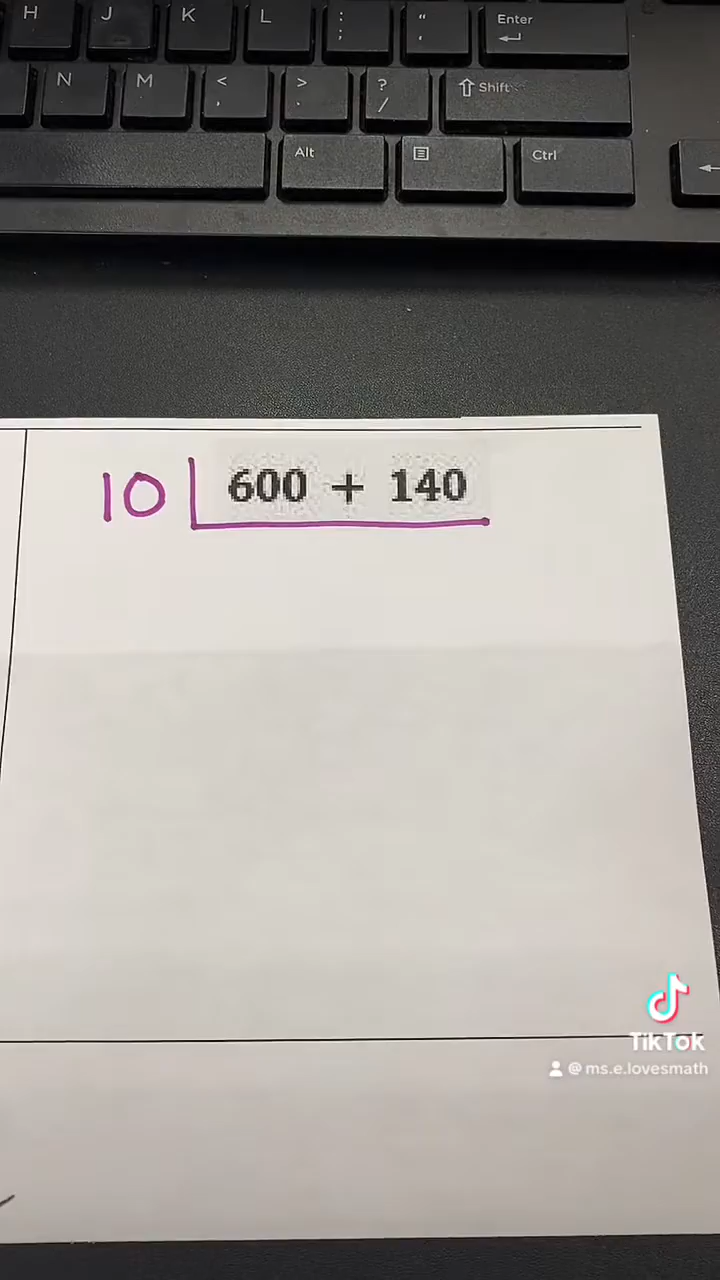 H J K L : ; " ' Enter
N M < , > . ? / Shift
Alt Ctrl
10 600 + 140
TikTok
@ms.e.lovesmath